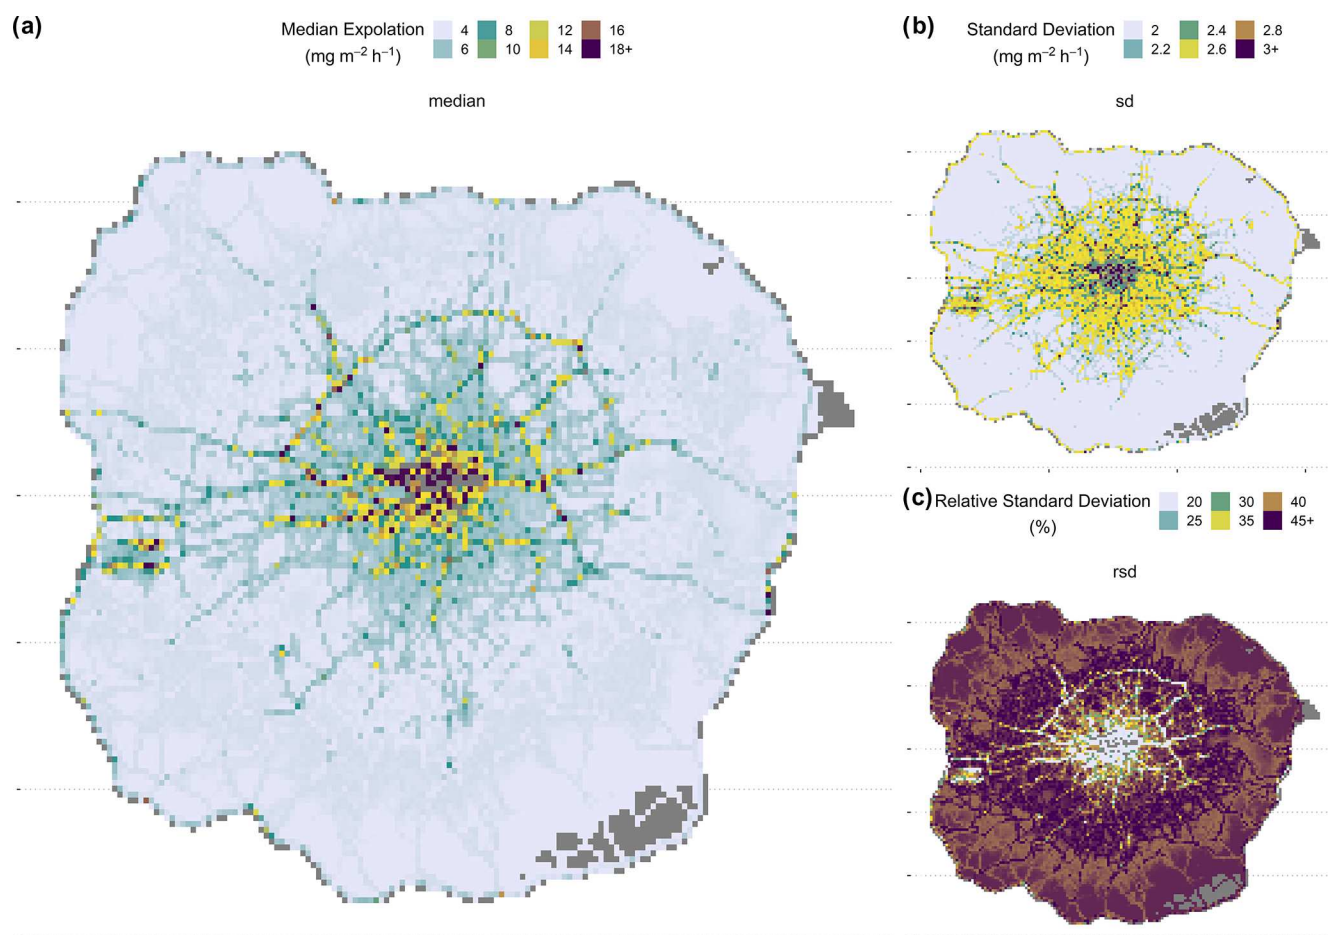 (a)
Median Expolation
(mg m⁻² h⁻¹)
4 8 12 16
6 10 14 18+
median
(b)
Standard Deviation
(mg m⁻² h⁻¹)
2 2.4 2.8
2.2 2.6 3+
sd
(c) Relative Standard Deviation
(%)
20 30 40
25 35 45+
rsd